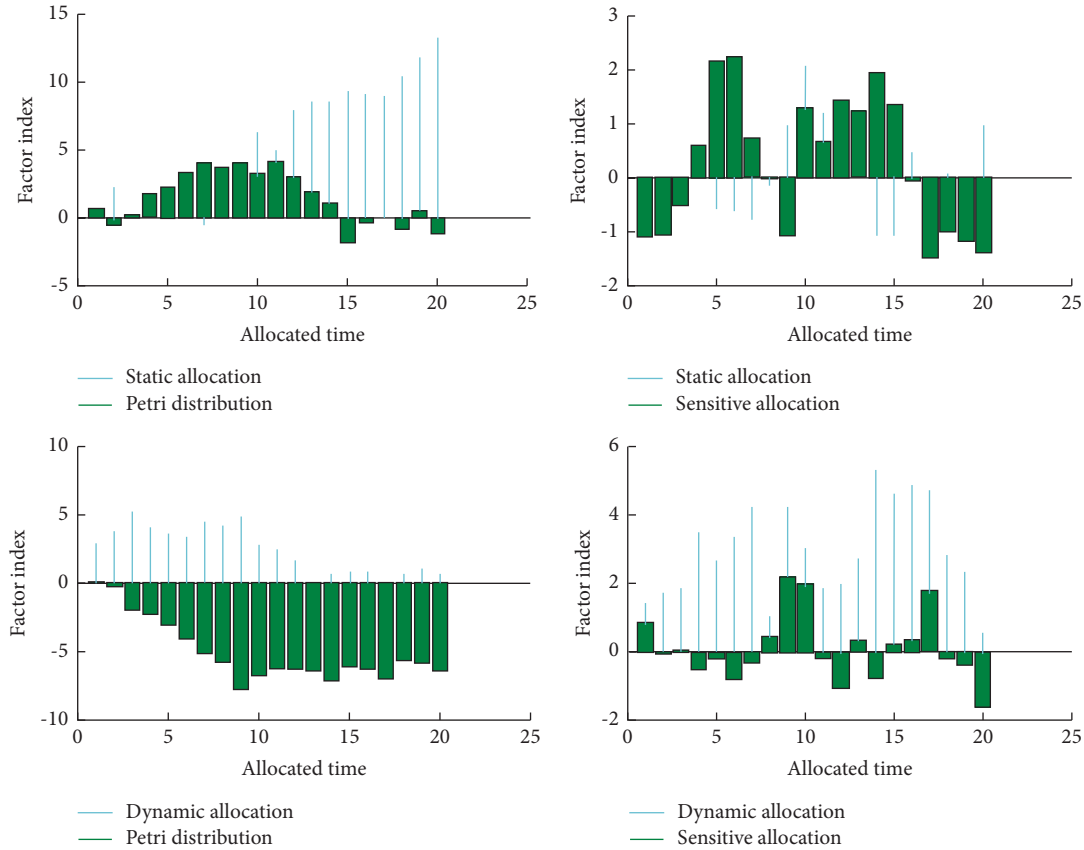 15
10
5
0
-5
Factor index
0
5
10
15
20
25
Allocated time
Static allocation
Petri distribution
3
2
1
0
-1
-2
Factor index
0
5
10
15
20
25
Allocated time
Static allocation
Sensitive allocation
10
5
0
-5
-10
Factor index
0
5
10
15
20
25
Allocated time
Dynamic allocation
Petri distribution
6
4
2
0
-2
Factor index
0
5
10
15
20
25
Allocated time
Dynamic allocation
Sensitive allocation